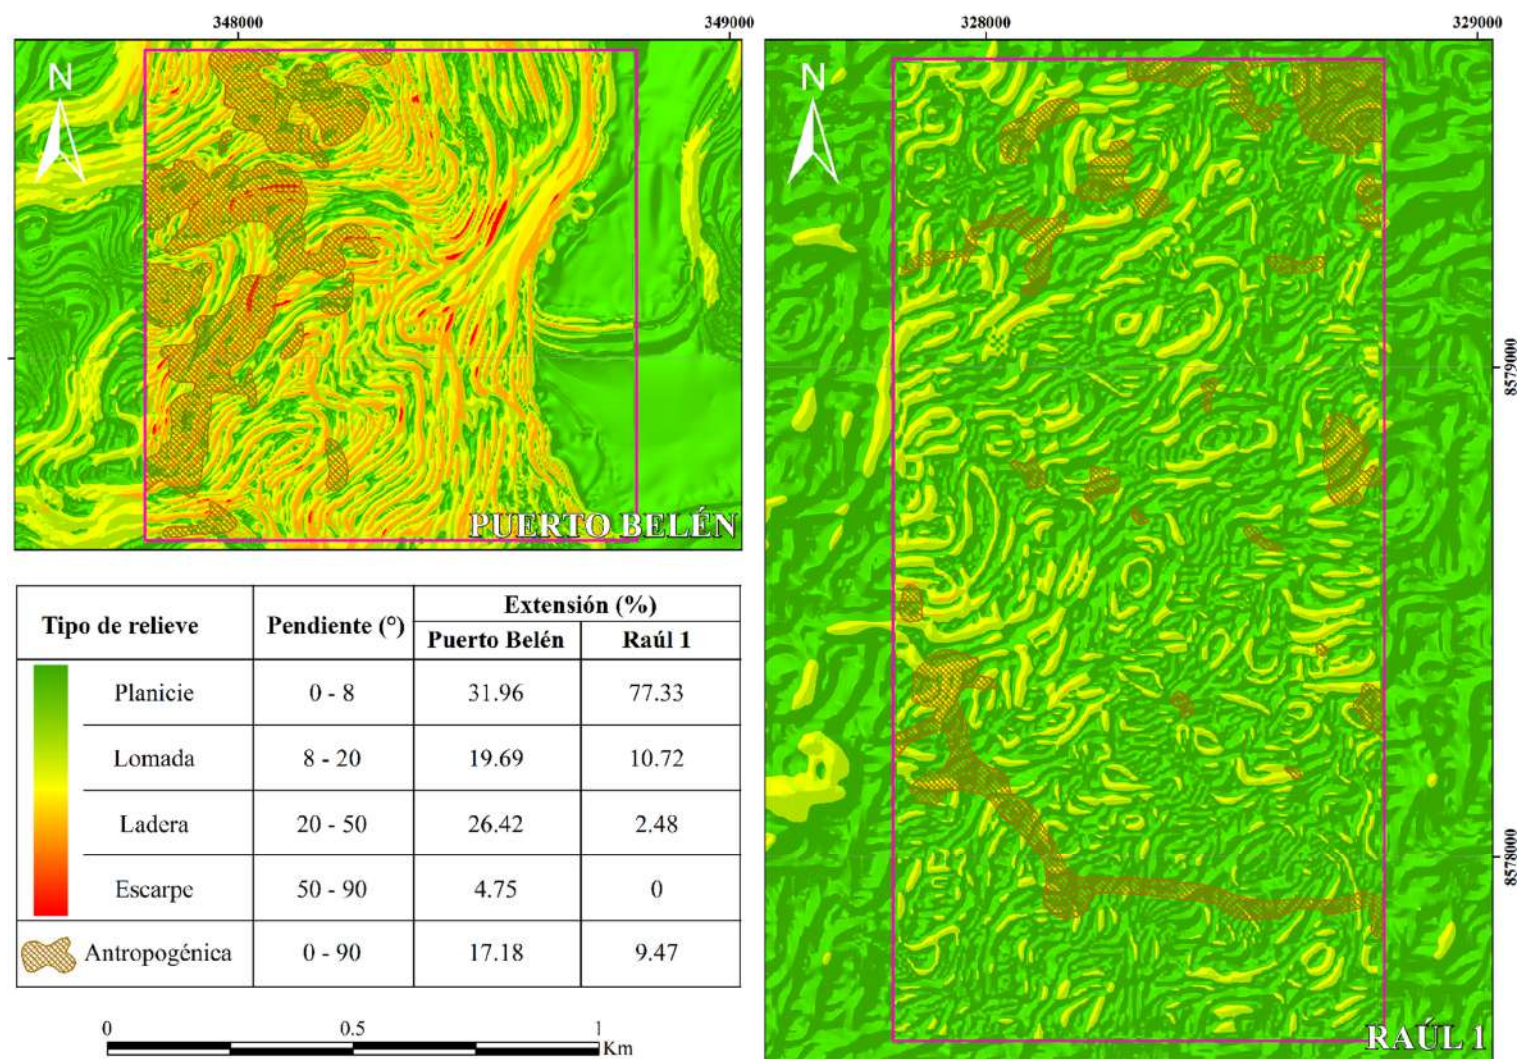 348000 349000
N
PUERTO BELÉN
Tipo de relieve Pendiente (°) Extensión (%)
Puerto Belén Raúl 1
Planicie 0 - 8 31.96 77.33
Lomada 8 - 20 19.69 10.72
Ladera 20 - 50 26.42 2.48
Escarpe 50 - 90 4.75 0
Antropogénica 0 - 90 17.18 9.47
0 0.5 1
Km
328000 329000
N
8579000
8578000
RAÚL 1